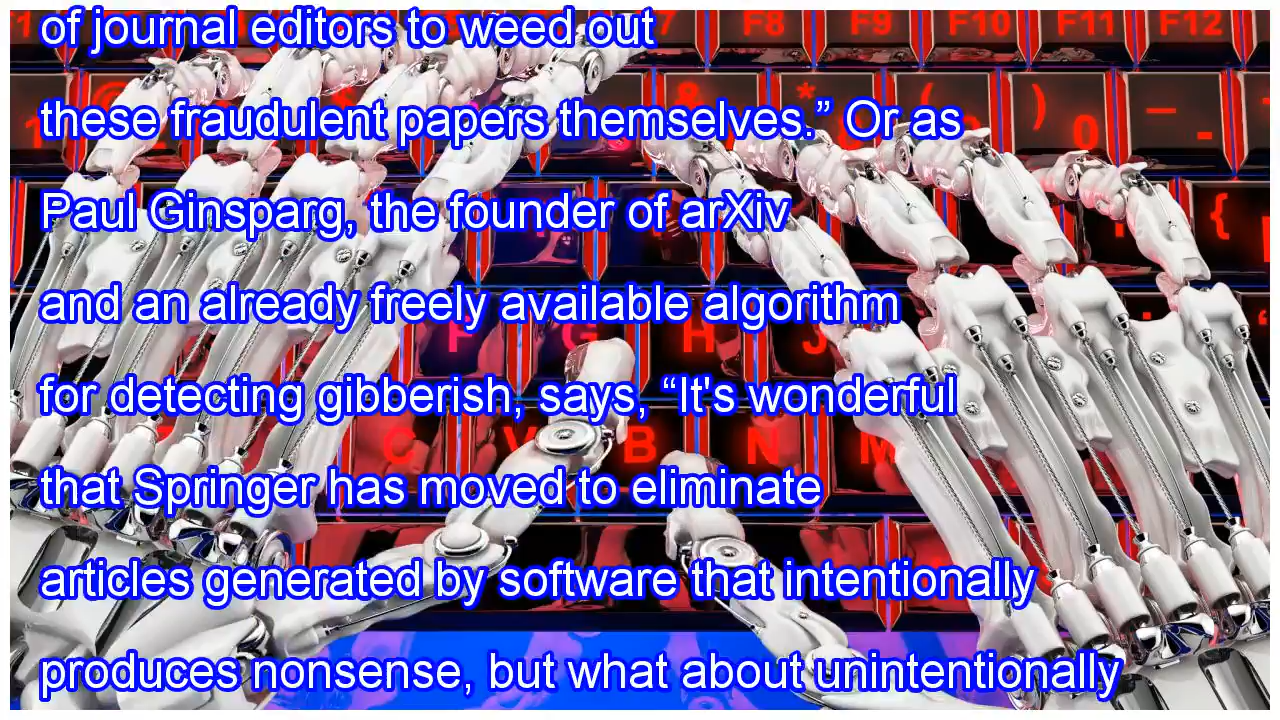 of journal editors to weed out
these fraudulent papers themselves.” Or as
Paul Ginsparg, the founder of arXiv
and an already freely available algorithm
for detecting gibberish, says, “It's wonderful
that Springer has moved to eliminate
articles generated by software that intentionally
produces nonsense, but what about unintentionally